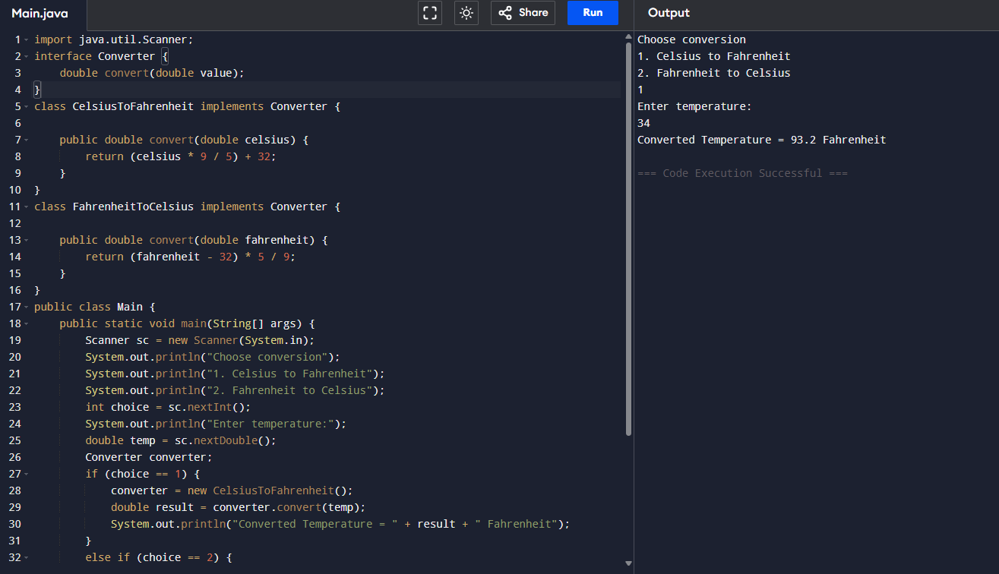 Main.java
Share
Run
Output
1 import java.util.Scanner;
2 interface Converter {
3     double convert(double value);
4 }
5 class CelsiusToFahrenheit implements Converter {
6
7     public double convert(double celsius) {
8         return (celsius * 9 / 5) + 32;
9     }
10 }
11 class FahrenheitToCelsius implements Converter {
12
13     public double convert(double fahrenheit) {
14         return (fahrenheit - 32) * 5 / 9;
15     }
16 }
17 public class Main {
18     public static void main(String[] args) {
19         Scanner sc = new Scanner(System.in);
20         System.out.println("Choose conversion");
21         System.out.println("1. Celsius to Fahrenheit");
22         System.out.println("2. Fahrenheit to Celsius");
23         int choice = sc.nextInt();
24         System.out.println("Enter temperature:");
25         double temp = sc.nextDouble();
26         Converter converter;
27         if (choice == 1) {
28             converter = new CelsiusToFahrenheit();
29             double result = converter.convert(temp);
30             System.out.println("Converted Temperature = " + result + " Fahrenheit");
31         }
32         else if (choice == 2) {
Choose conversion
1. Celsius to Fahrenheit
2. Fahrenheit to Celsius
1
Enter temperature:
34
Converted Temperature = 93.2 Fahrenheit
=== Code Execution Successful ===